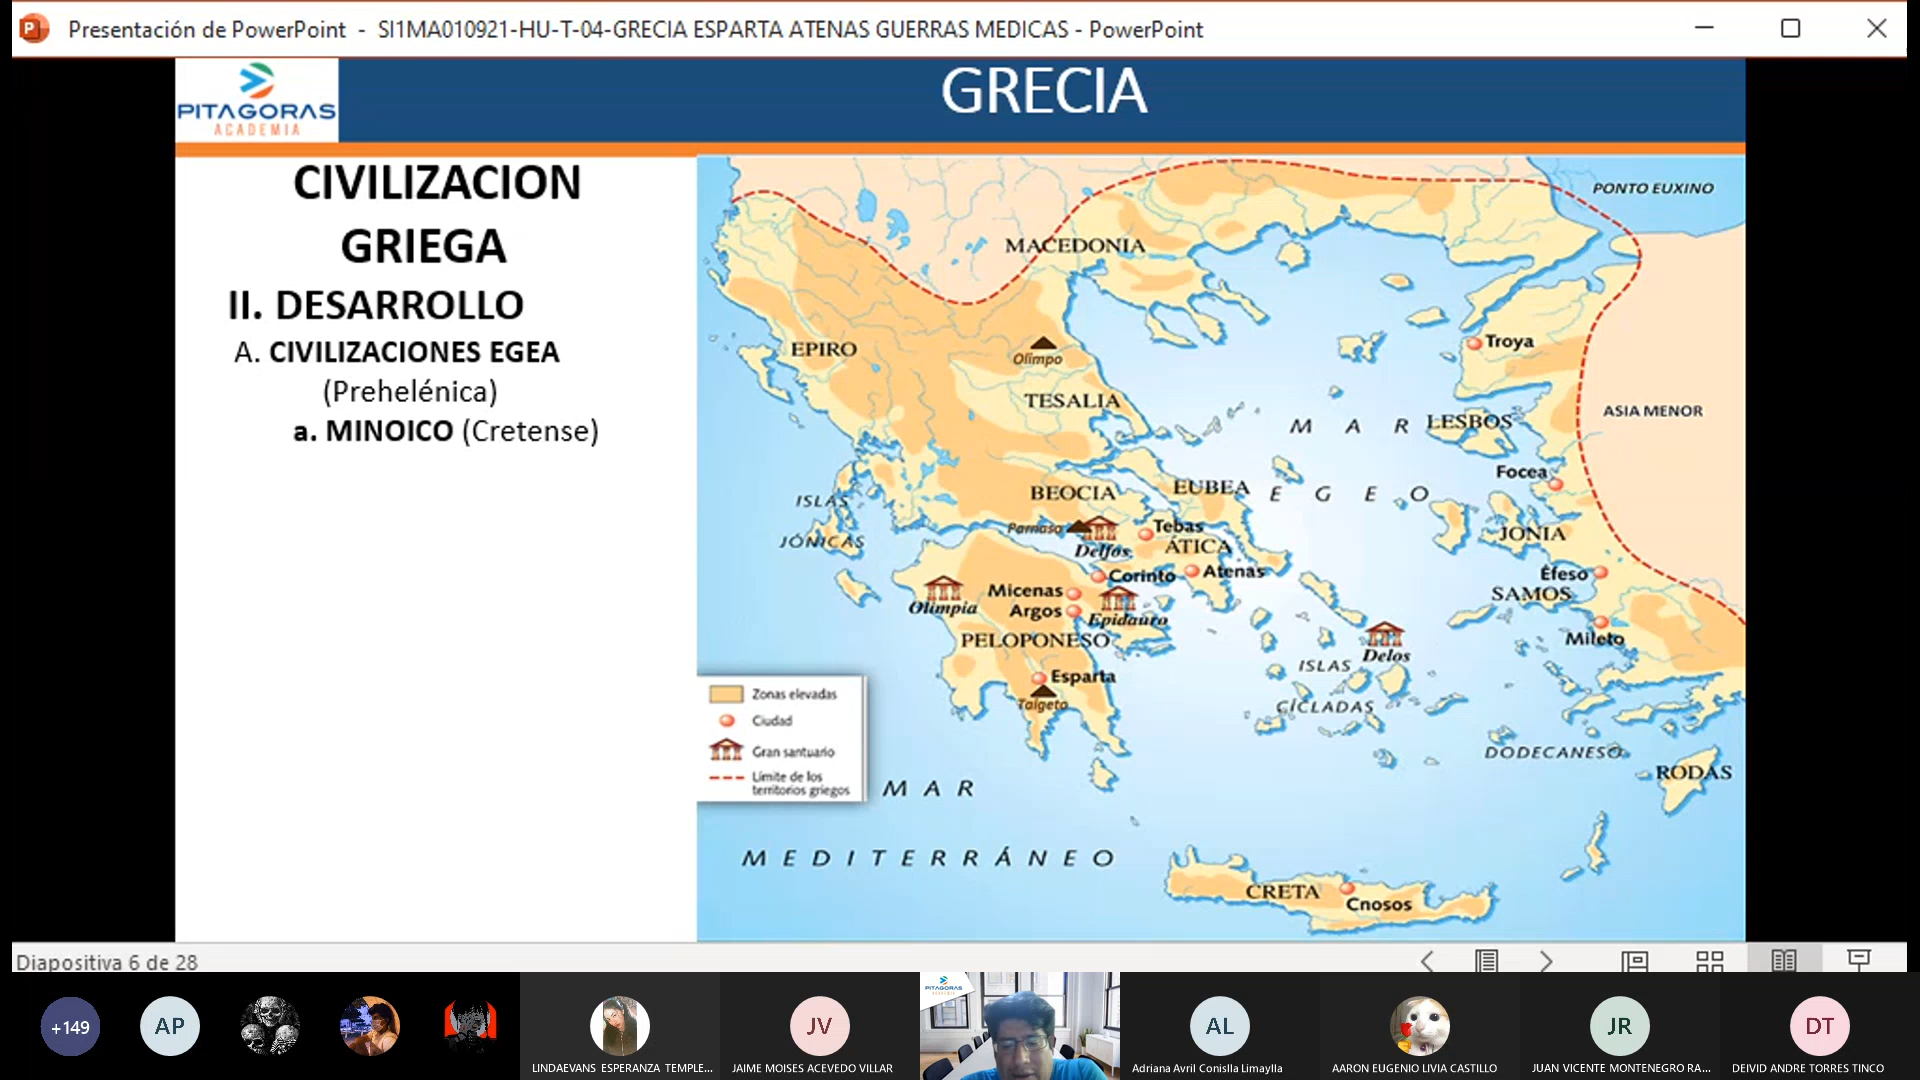 Presentación de PowerPoint - SI1MA010921-HU-T-04-GRECIA ESPARTA ATENAS GUERRAS MEDICAS - PowerPoint
PITAGORAS
ACADEMIA
GRECIA
CIVILIZACION
GRIEGA
II. DESARROLLO
A. CIVILIZACIONES EGEA
(Prehelénica)
a. MINOICO (Cretense)
PONTO EUXINO
MACEDONIA
EPIRO
Olimpo
Troya
TESALIA
ASIA MENOR
MAR
LESBOS
Focea
EGEO
BEOCIA
EUBEA
ISLAS
JÓNICAS
Parnaso
Delfos
Tebas
ÁTICA
JONIA
Corinto
Atenas
Éfeso
Micenas
Olimpia
SAMOS
Argos
Epidauro
PELOPONESO
Mileto
Delos
ISLAS
CÍCLADAS
Esparta
Taigeto
Zonas elevadas
Ciudad
Gran santuario
Límite de los
territorios griegos
DODECANESO
RODAS
MAR
MEDITERRÁNEO
CRETA
Cnosos
Diapositiva 6 de 28
+149
AP
LINDAEVANS ESPERANZA TEMPLE...
JV
JAIME MOISES ACEVEDO VILLAR
PITAGORAS
AL
Adriana Avril Conislla Limaylla
AARON EUGENIO LIVIA CASTILLO
JR
JUAN VICENTE MONTENEGRO RA...
DT
DEIVID ANDRE TORRES TINCO